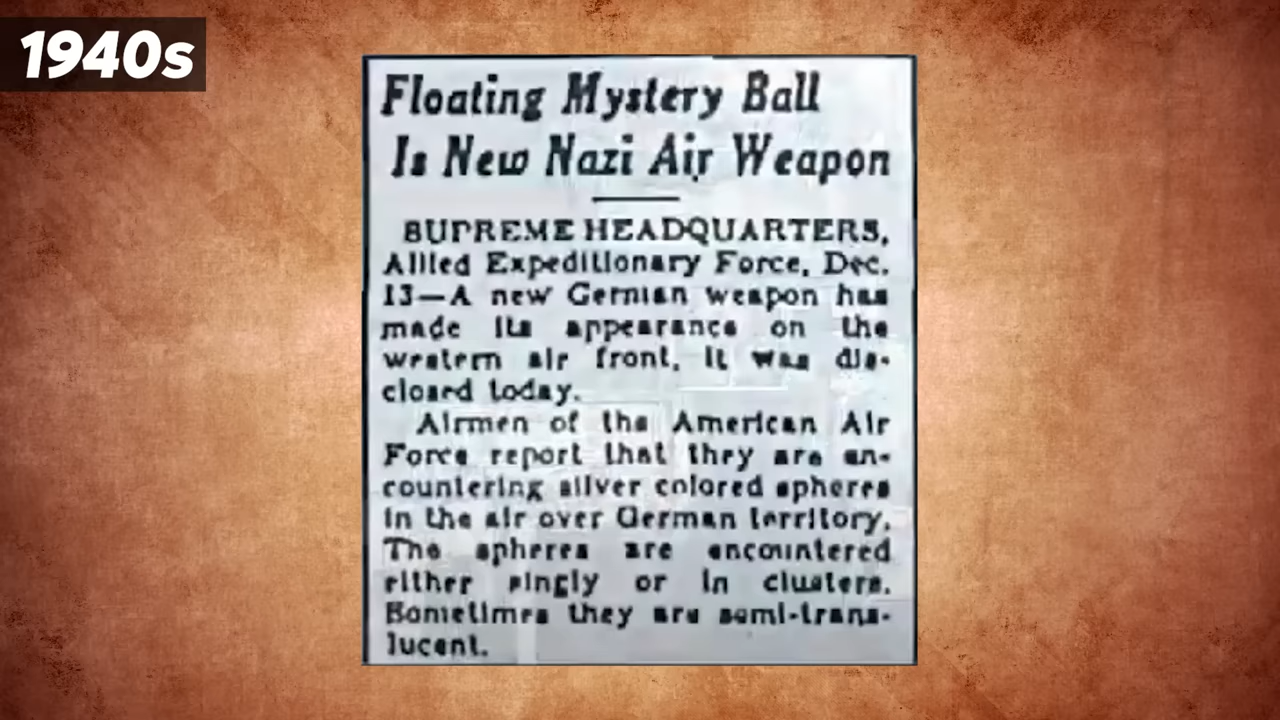 1940s
Floating Mystery Ball
Is New Nazi Air Weapon
SUPREME HEADQUARTERS,
Allied Expeditionary Force, Dec.
13—A new German weapon has
made its appearance on the
western air front, it was dis-
closed today.
Airmen of the American Air
Force report that they are en-
countering silver colored spheres
in the air over German territory.
The spheres are encountered
either singly or in clusters.
Sometimes they are semi-trans-
lucent.